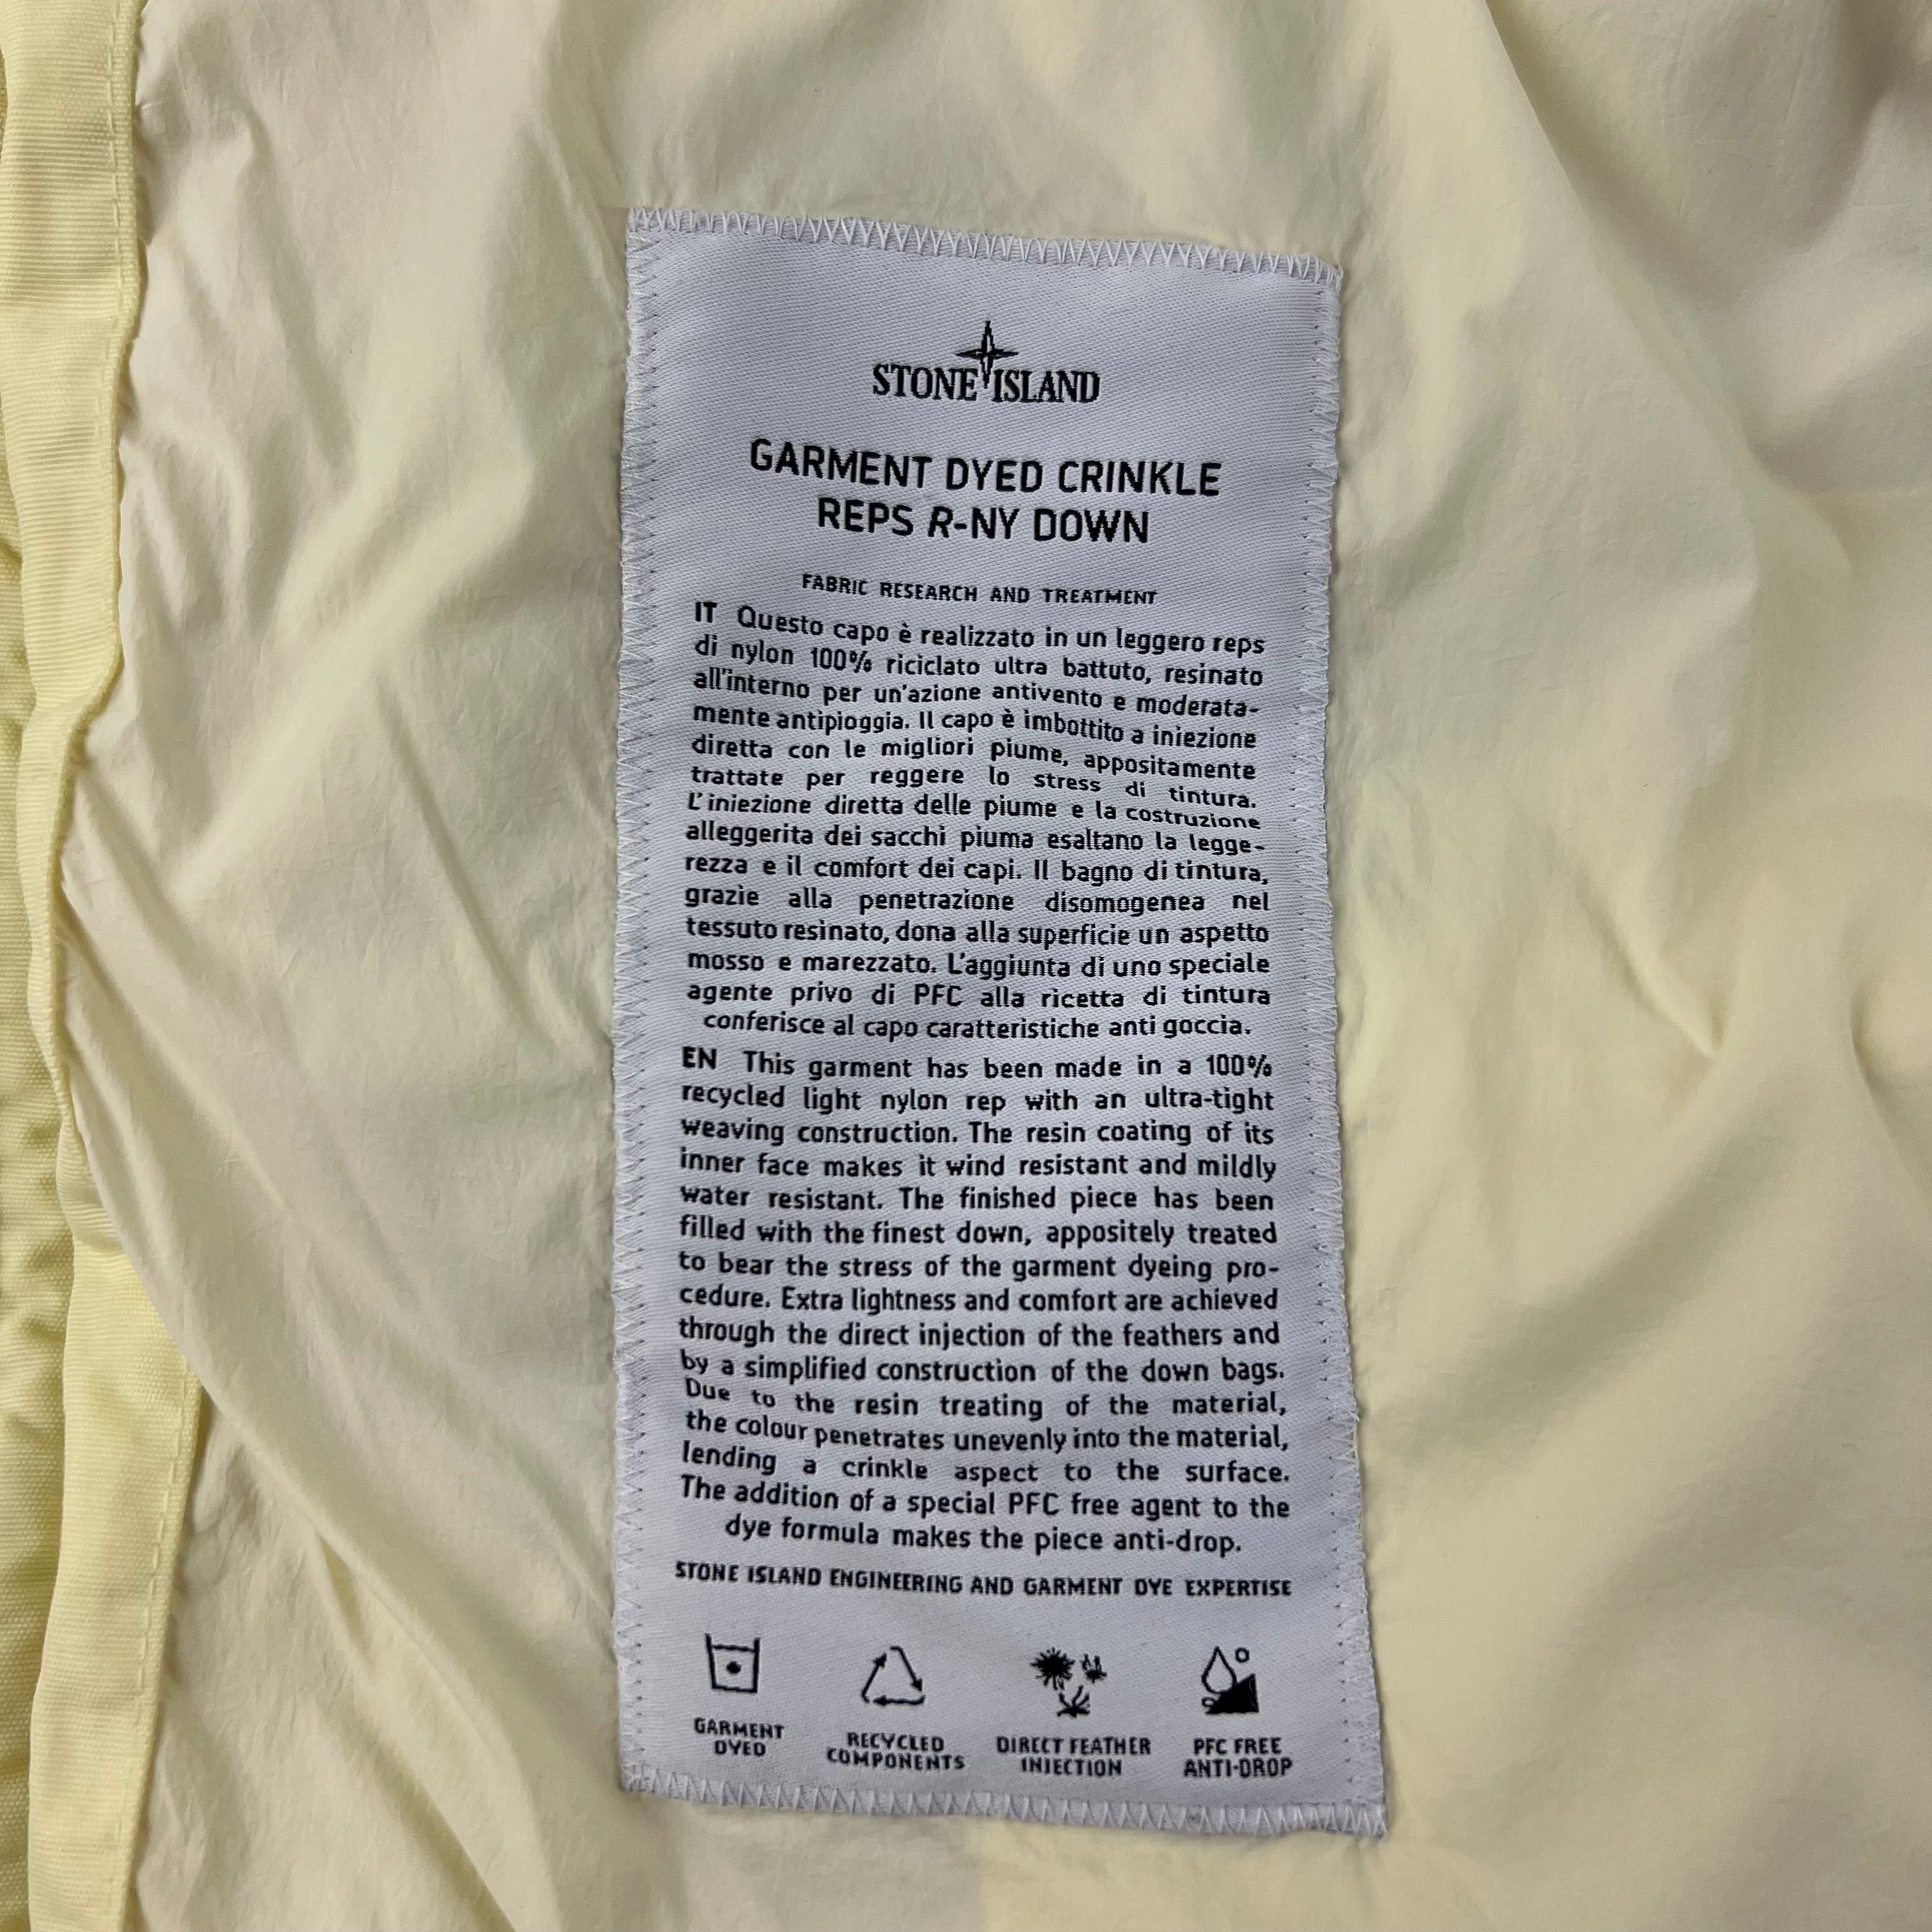 STONE ISLAND
GARMENT DYED CRINKLE
REPS R-NY DOWN
FABRIC RESEARCH AND TREATMENT
IT Questo capo è realizzato in un leggero reps
di nylon 100% riciclato ultra battuto, resinato
all'interno per un'azione antivento e moderata-
mente antipioggia. Il capo è imbottito a iniezione
diretta con le migliori piume, appositamente
trattate per reggere lo stress di tintura.
L'iniezione diretta delle piume e la costruzione
alleggerita dei sacchi piuma esaltano la legge-
rezza e il comfort dei capi. Il bagno di tintura,
grazie alla penetrazione disomogenea nel
tessuto resinato, dona alla superficie un aspetto
mosso e marezzato. L'aggiunta di uno speciale
agente privo di PFC alla ricetta di tintura
conferisce al capo caratteristiche anti goccia.
EN This garment has been made in a 100%
recycled light nylon rep with an ultra-tight
weaving construction. The resin coating of its
inner face makes it wind resistant and mildly
water resistant. The finished piece has been
filled with the finest down, appositely treated
to bear the stress of the garment dyeing pro-
cedure. Extra lightness and comfort are achieved
through the direct injection of the feathers and
by a simplified construction of the down bags.
Due to the resin treating of the material,
the colour penetrates unevenly into the material,
lending a crinkle aspect to the surface.
The addition of a special PFC free agent to the
dye formula makes the piece anti-drop.
STONE ISLAND ENGINEERING AND GARMENT DYE EXPERTISE
GARMENT
DYED
RECYCLED
COMPONENTS
DIRECT FEATHER
INJECTION
PFC FREE
ANTI-DROP